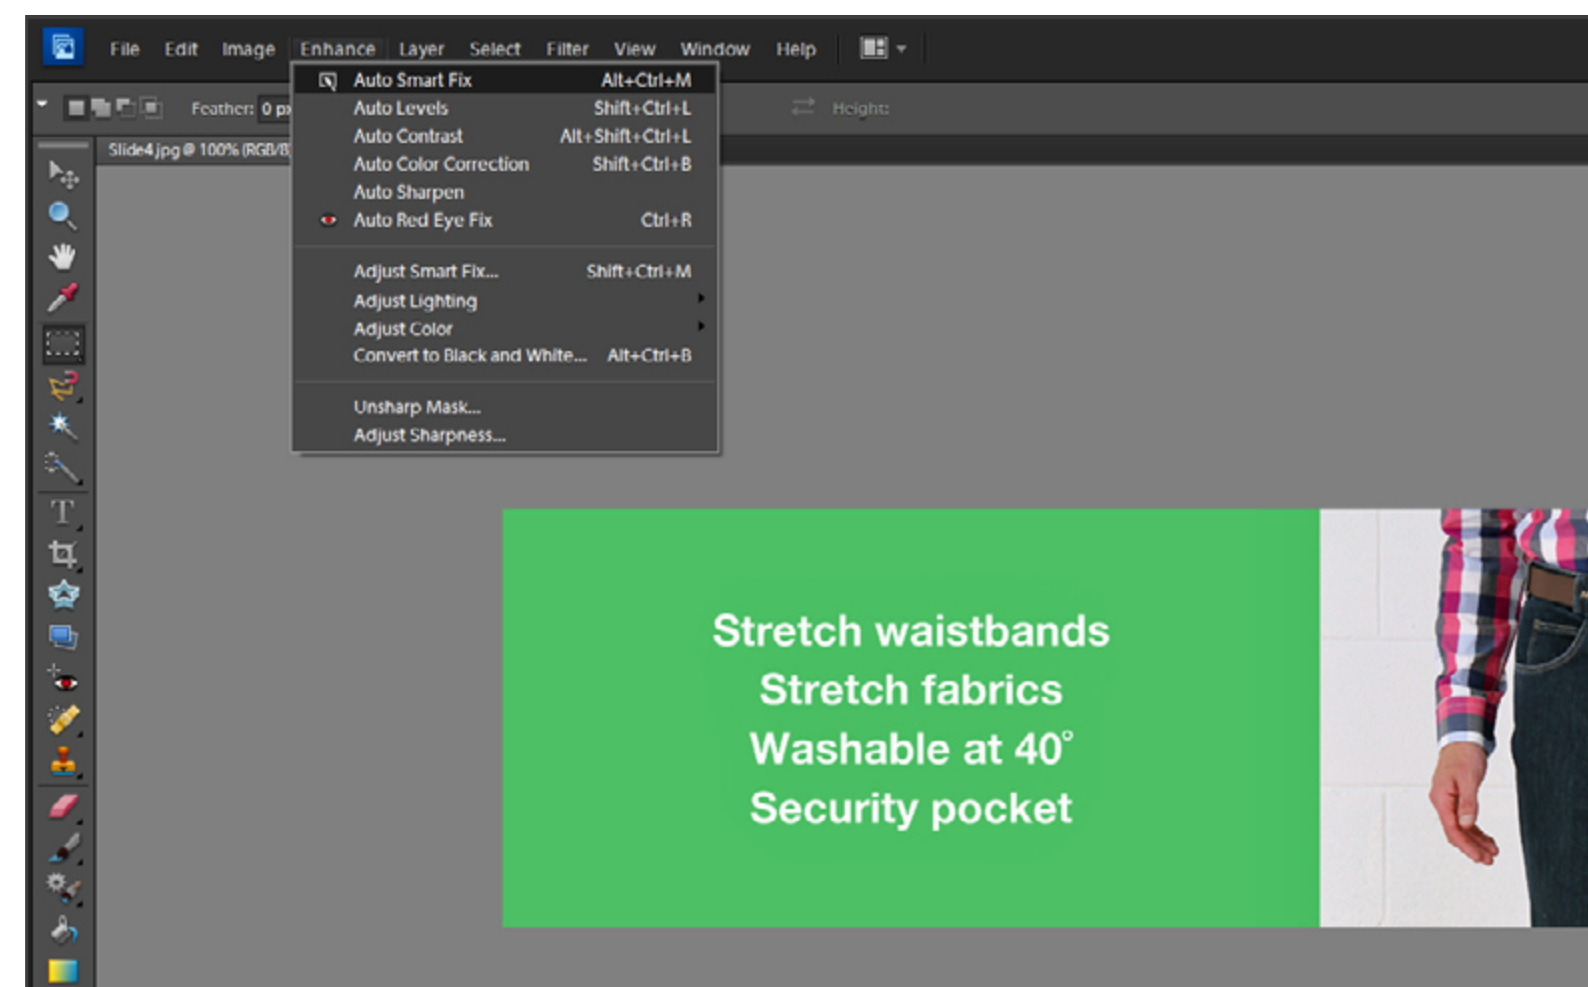 File Edit Image Enhance Layer Select Filter View Window Help
Feather: 0 px
Height:
Slide4.jpg @ 100% (RGB/8)
Auto Smart Fix Alt+Ctrl+M
Auto Levels Shift+Ctrl+L
Auto Contrast Alt+Shift+Ctrl+L
Auto Color Correction Shift+Ctrl+B
Auto Sharpen
Auto Red Eye Fix Ctrl+R
Adjust Smart Fix... Shift+Ctrl+M
Adjust Lighting
Adjust Color
Convert to Black and White... Alt+Ctrl+B
Unsharp Mask...
Adjust Sharpness...
T
Stretch waistbands
Stretch fabrics
Washable at 40°
Security pocket